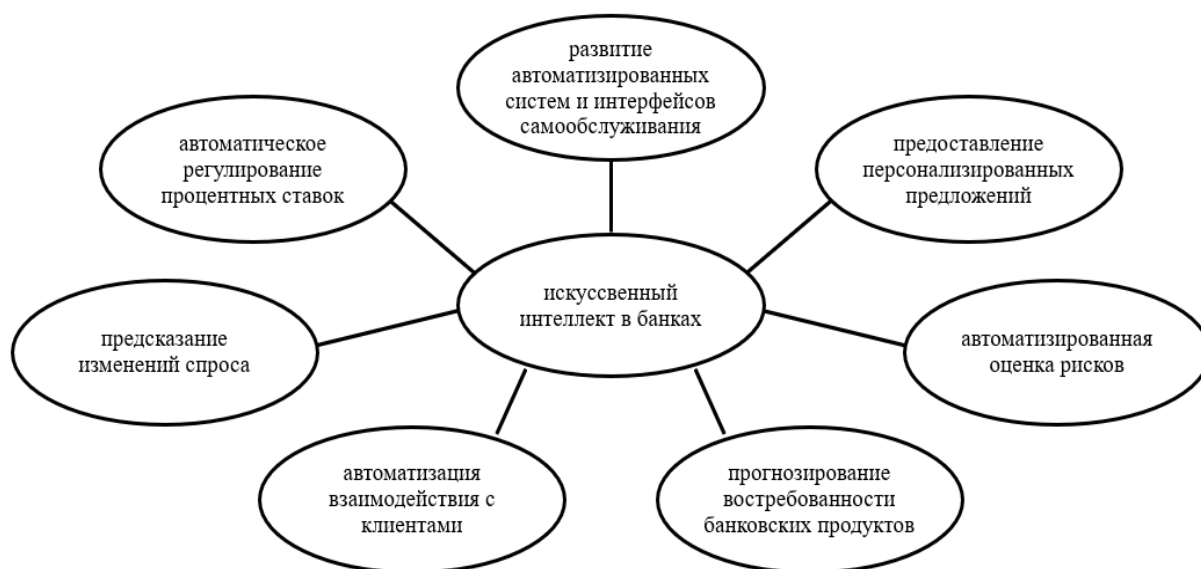 развитие
автоматизированных
систем и интерфейсов
самообслуживания
автоматическое
регулирование
процентных ставок
предоставление
персонализированных
предложений
искуссвенный
интеллект в банках
предсказание
изменений спроса
автоматизированная
оценка рисков
автоматизация
взаимодействия с
клиентами
прогнозирование
востребованности
банковских продуктов